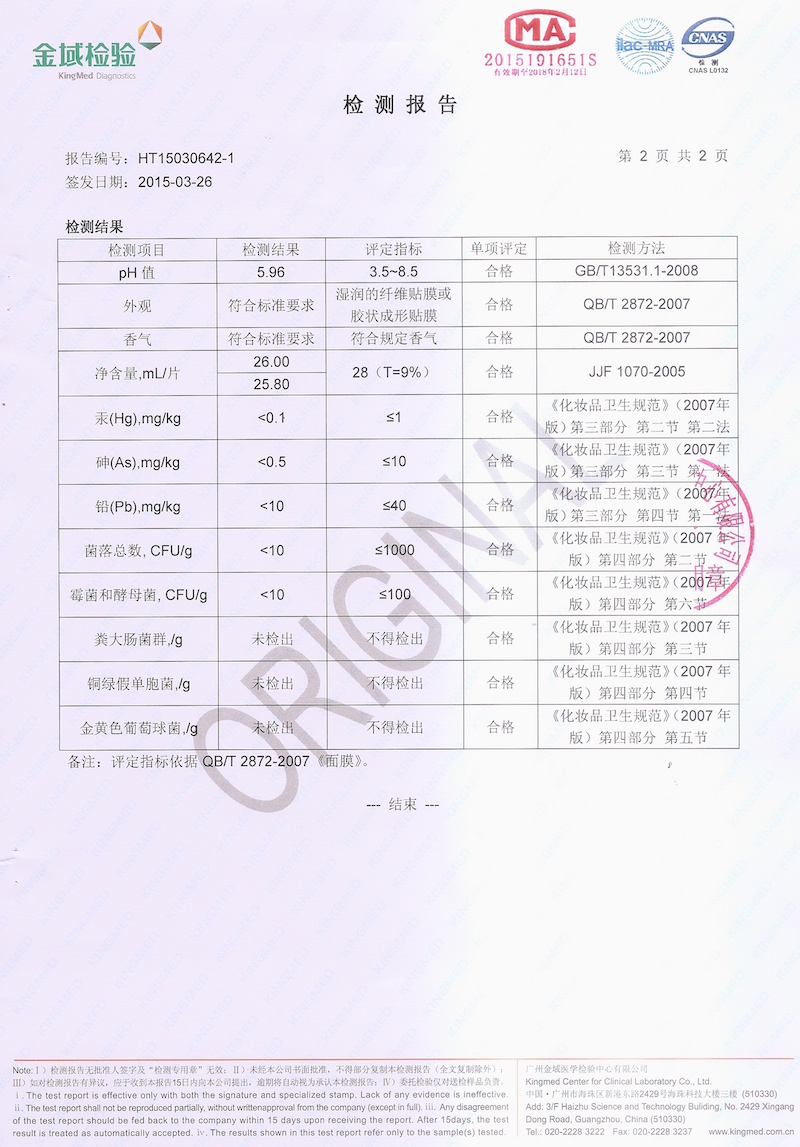 金域检验
KingMed Diagnostics
MA
2015191651S
有效期至2018年2月12日
ilac-MRA
CNAS
检 测
CNAS L0132
检 测 报 告
报告编号：HT15030642-1
第 2 页 共 2 页
签发日期：2015-03-26
检测结果
检测项目 检测结果 评定指标 单项评定 检测方法
pH 值 5.96 3.5~8.5 合格 GB/T13531.1-2008
外观 符合标准要求 湿润的纤维贴膜或胶状成形贴膜 合格 QB/T 2872-2007
香气 符合标准要求 符合规定香气 合格 QB/T 2872-2007
净含量,mL/片 26.00 28（T=9%） 合格 JJF 1070-2005
25.80
汞(Hg),mg/kg <0.1 ≤1 合格 《化妆品卫生规范》（2007年版）第三部分 第二节 第二法
砷(As),mg/kg <0.5 ≤10 合格 《化妆品卫生规范》（2007年版）第三部分 第三节 第一法
铅(Pb),mg/kg <10 ≤40 合格 《化妆品卫生规范》（2007年版）第三部分 第四节 第一法
菌落总数, CFU/g <10 ≤1000 合格 《化妆品卫生规范》（2007 年版）第四部分 第二节
霉菌和酵母菌, CFU/g <10 ≤100 合格 《化妆品卫生规范》（2007 年版）第四部分 第六节
粪大肠菌群,/g 未检出 不得检出 合格 《化妆品卫生规范》（2007 年版）第四部分 第三节
铜绿假单胞菌,/g 未检出 不得检出 合格 《化妆品卫生规范》（2007 年版）第四部分 第四节
金黄色葡萄球菌,/g 未检出 不得检出 合格 《化妆品卫生规范》（2007 年版）第四部分 第五节
备注：评定指标依据 QB/T 2872-2007《面膜》。
--- 结束 ---
ORIGINAL
中心有限公司
章
Note: Ⅰ）检测报告无批准人签字及“检测专用章”无效；Ⅱ）未经本公司书面批准，不得部分复制本检测报告（全文复制除外）；
Ⅲ）如对检测报告有异议，应于收到本报告15日内向本公司提出，逾期将自动视为承认本检测报告；Ⅳ）委托检验仅对送检样品负责。
ⅰ. The test report is effective only with both the signature and specialized stamp. Lack of any evidence is ineffective.
ⅱ. The test report shall not be reproduced partially, without writtenapproval from the company (except in full). ⅲ. Any disagreement
of the test report should be fed back to the company within 15 days upon receiving the report. After 15days, the test
result is treated as automatically accepted. ⅳ. The results shown in this test report refer only to the sample(s) tested.
广州金域医学检验中心有限公司
Kingmed Center for Clinical Laboratory Co., Ltd.
中国·广州市海珠区新港东路2429号海珠科技大楼三楼 (510330)
Add: 3/F Haizhu Science and Technology Buliding, No. 2429 Xingang
Dong Road, Guangzhou, China (510330)
Tel.: 020-2228 3222 Fax: 020-2228 3237 www.kingmed.com.cn